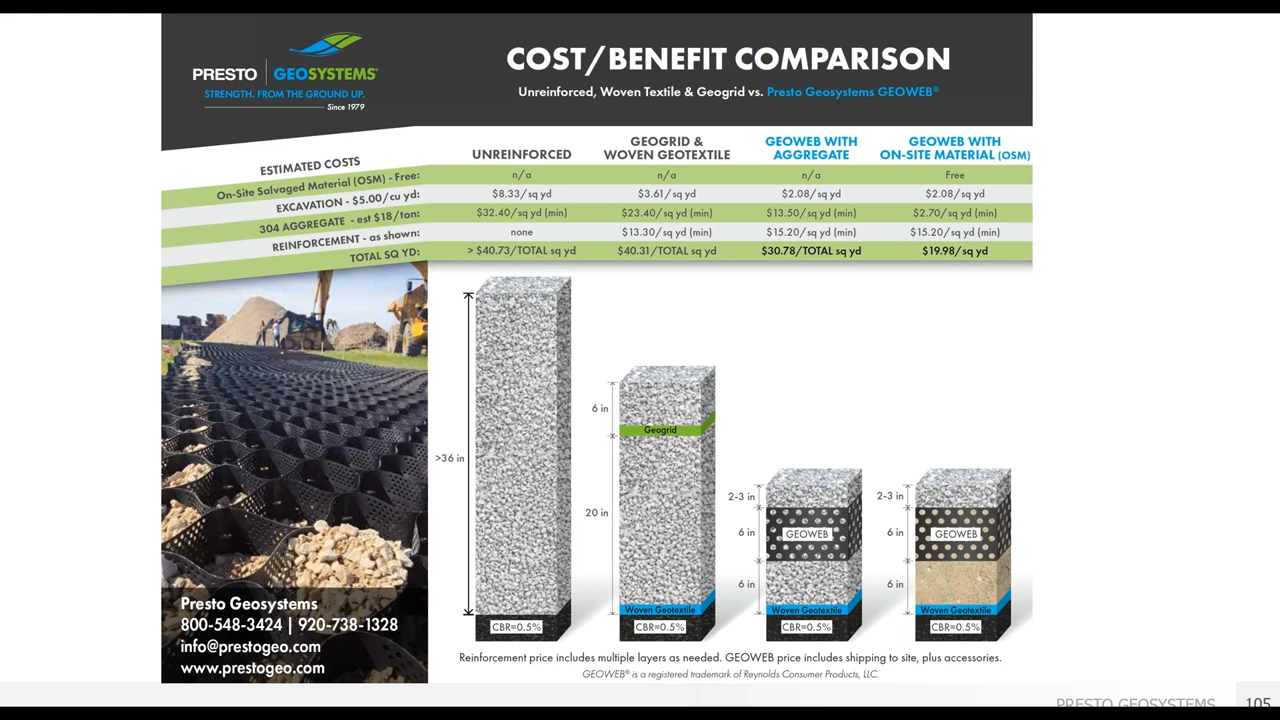 PRESTO GEOSYSTEMS®
STRENGTH. FROM THE GROUND UP.
Since 1979
COST/BENEFIT COMPARISON
Unreinforced, Woven Textile & Geogrid vs. Presto Geosystems GEOWEB®
ESTIMATED COSTS UNREINFORCED GEOGRID & WOVEN GEOTEXTILE GEOWEB WITH AGGREGATE GEOWEB WITH ON-SITE MATERIAL (OSM)
On-Site Salvaged Material (OSM) - Free: n/a n/a n/a Free
EXCAVATION - $5.00/cu yd: $8.33/sq yd $3.61/sq yd $2.08/sq yd $2.08/sq yd
304 AGGREGATE - est $18/ton: $32.40/sq yd (min) $23.40/sq yd (min) $13.50/sq yd (min) $2.70/sq yd (min)
REINFORCEMENT - as shown: none $13.30/sq yd (min) $15.20/sq yd (min) $15.20/sq yd (min)
TOTAL SQ YD: > $40.73/TOTAL sq yd $40.31/TOTAL sq yd $30.78/TOTAL sq yd $19.98/sq yd
>36 in
CBR=0.5%
6 in
Geogrid
20 in
Woven Geotextile
CBR=0.5%
2-3 in
6 in
GEOWEB
6 in
Woven Geotextile
CBR=0.5%
2-3 in
6 in
GEOWEB
6 in
Woven Geotextile
CBR=0.5%
Presto Geosystems
800-548-3424 | 920-738-1328
info@prestogeo.com
www.prestogeo.com
Reinforcement price includes multiple layers as needed. GEOWEB price includes shipping to site, plus accessories.
GEOWEB® is a registered trademark of Reynolds Consumer Products, LLC.
PRESTO GEOSYSTEMS 105